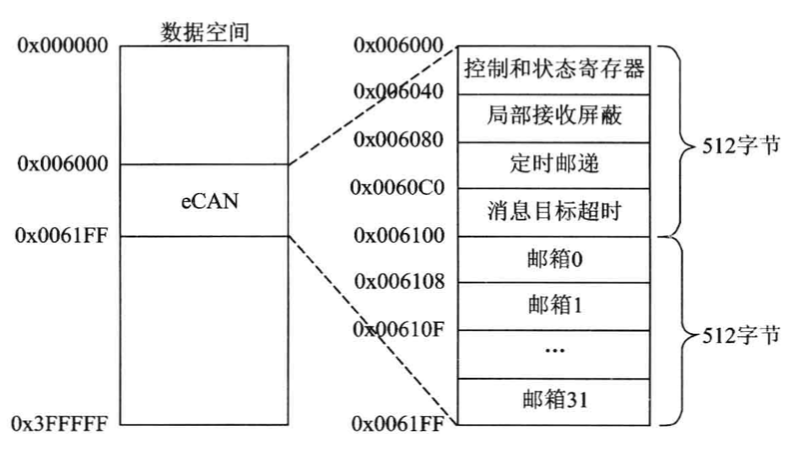 数据空间
0x000000
0x006000
eCAN
0x0061FF
0x3FFFFF
0x006000
控制和状态寄存器
0x006040
局部接收屏蔽
0x006080
定时邮递
0x0060C0
消息目标超时
0x006100
512字节
邮箱0
0x006108
邮箱1
0x00610F
...
邮箱31
0x0061FF
512字节